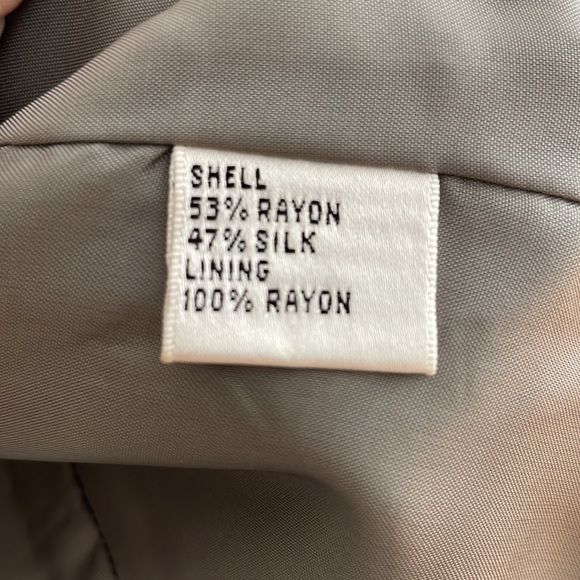 SHELL
53% RAYON
47% SILK
LINING
100% RAYON